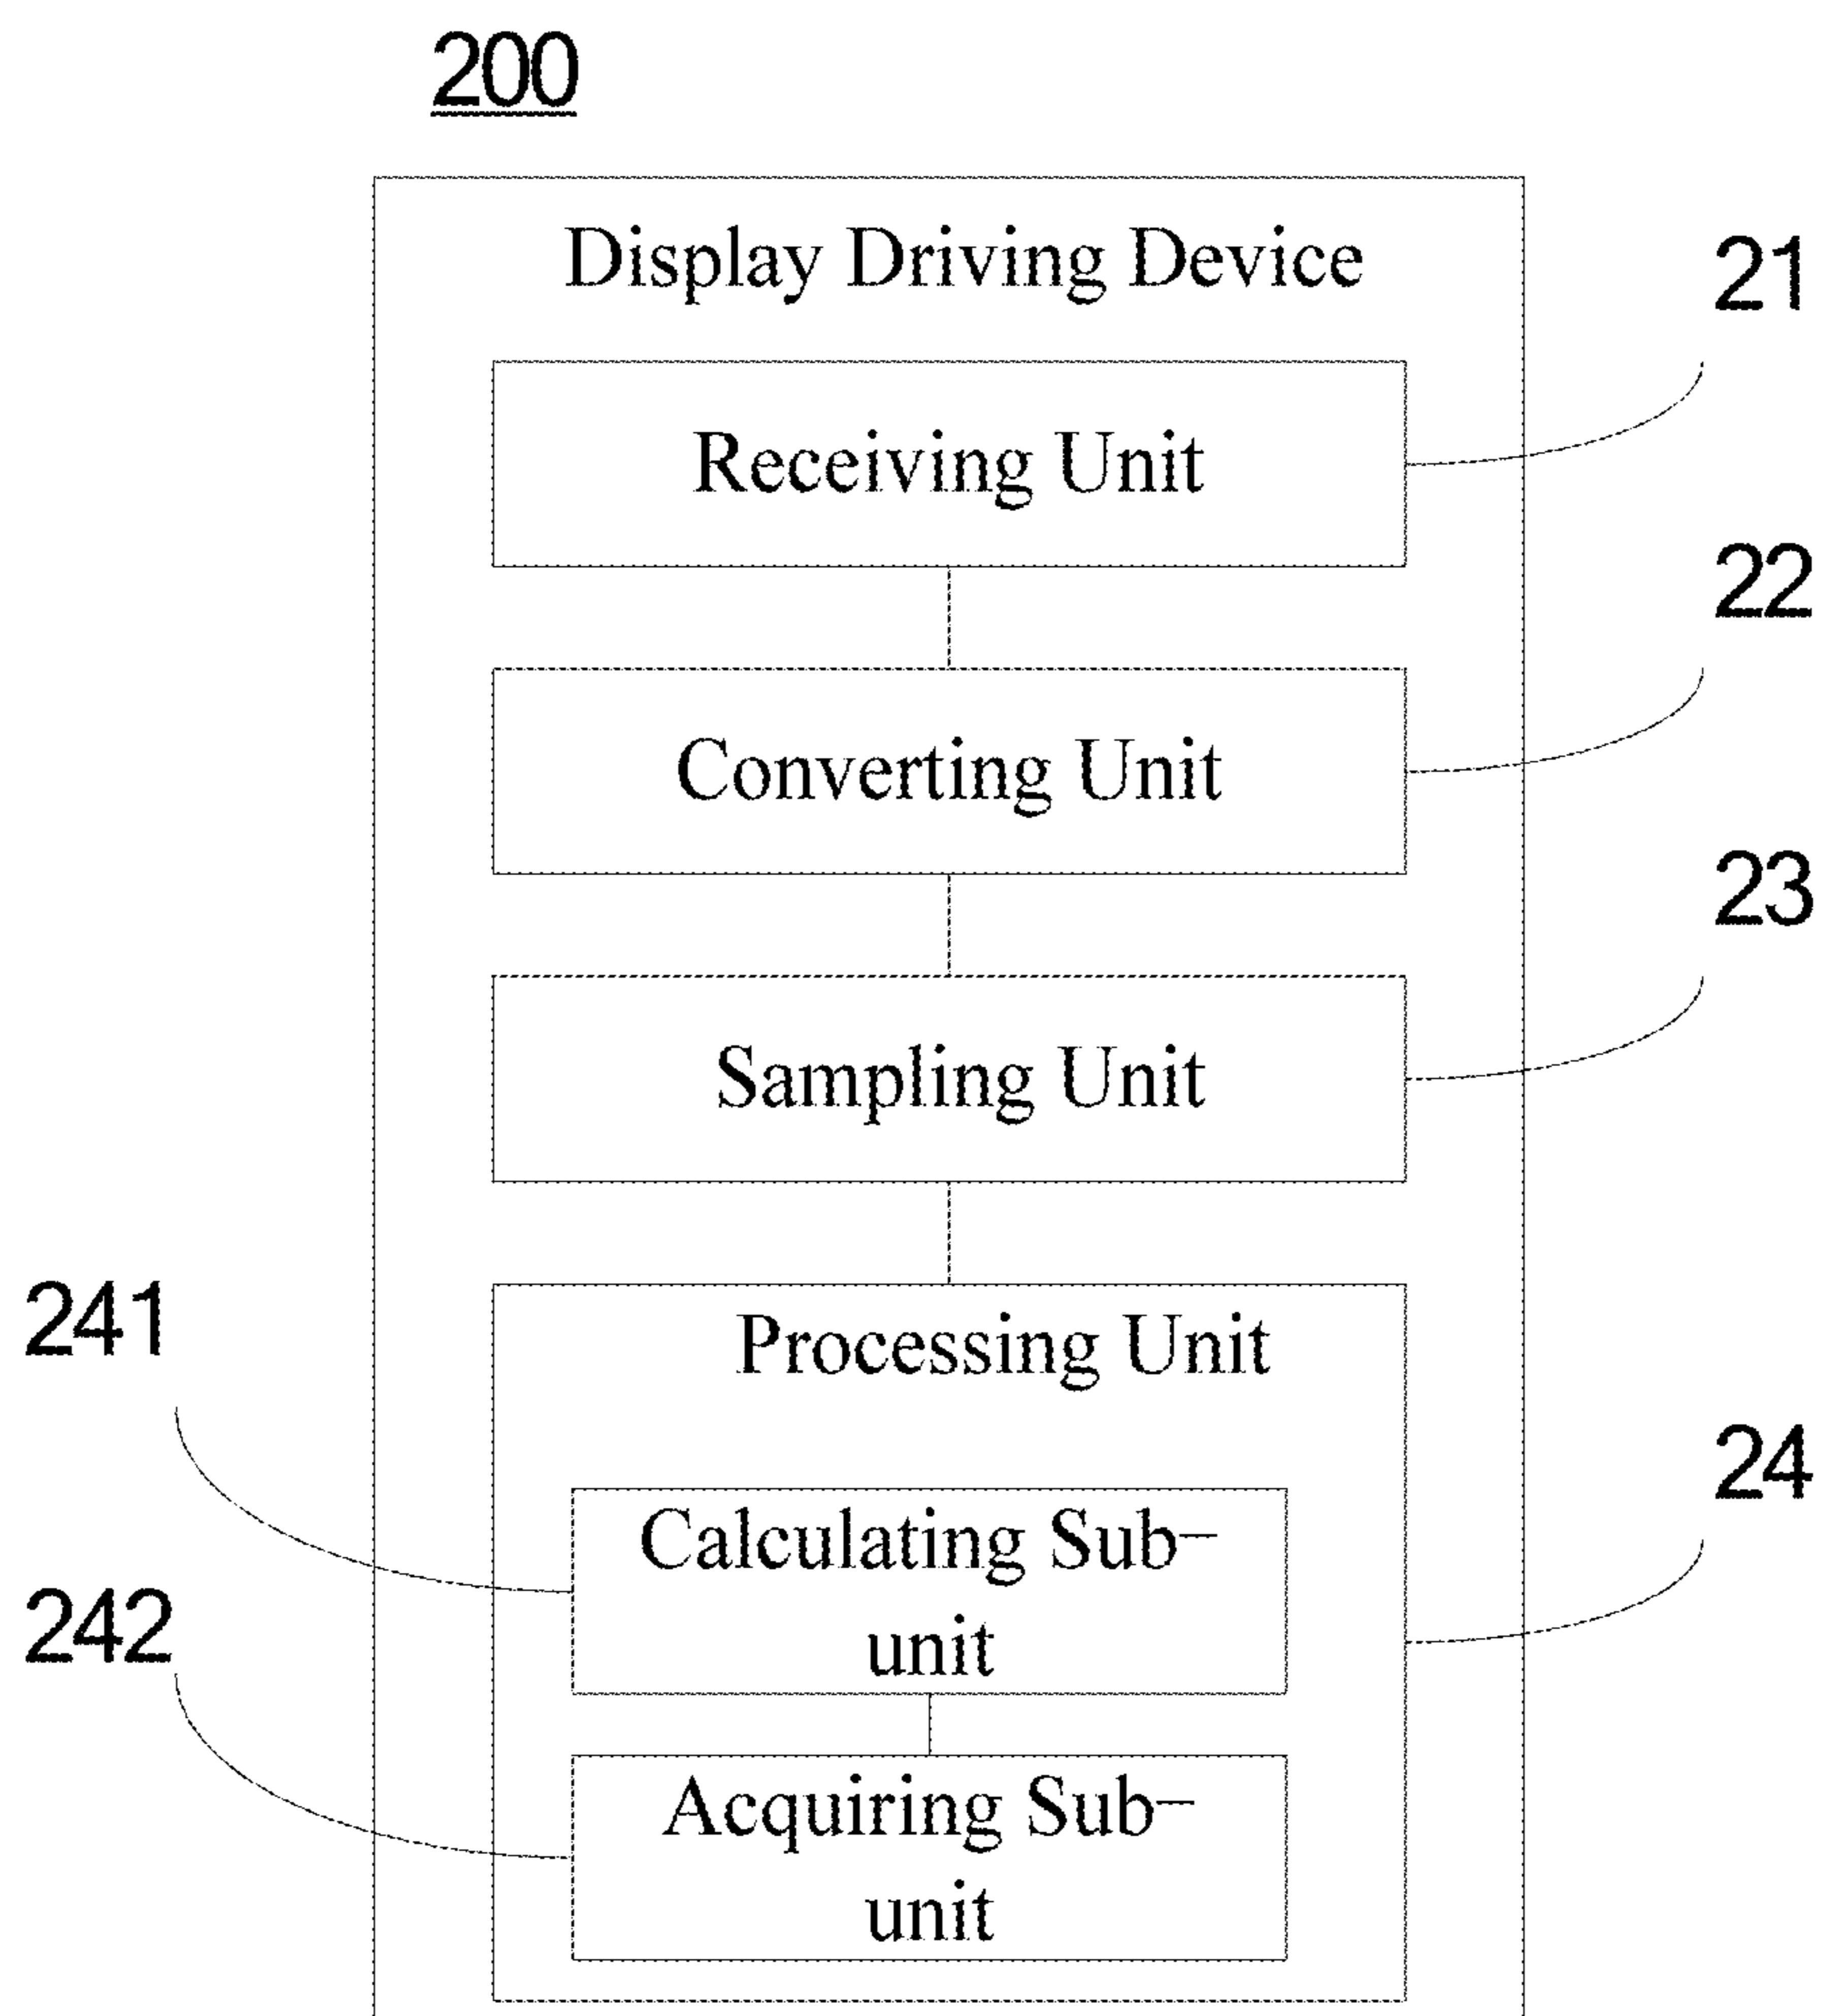 200
Display Driving Device
21
Receiving Unit
22
Converting Unit
23
Sampling Unit
241
Processing Unit
24
Calculating Sub-
unit
242
Acquiring Sub-
unit